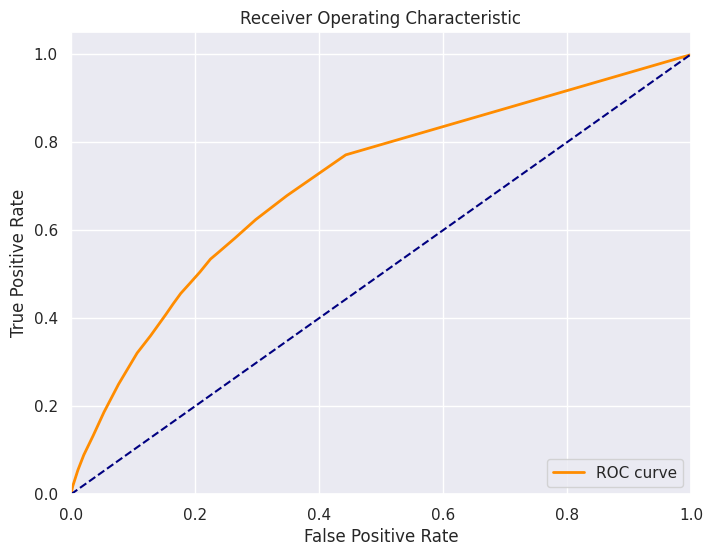 Receiver Operating Characteristic
True Positive Rate
1.0
0.8
0.6
0.4
0.2
0.0
ROC curve
0.0 0.2 0.4 0.6 0.8 1.0
False Positive Rate